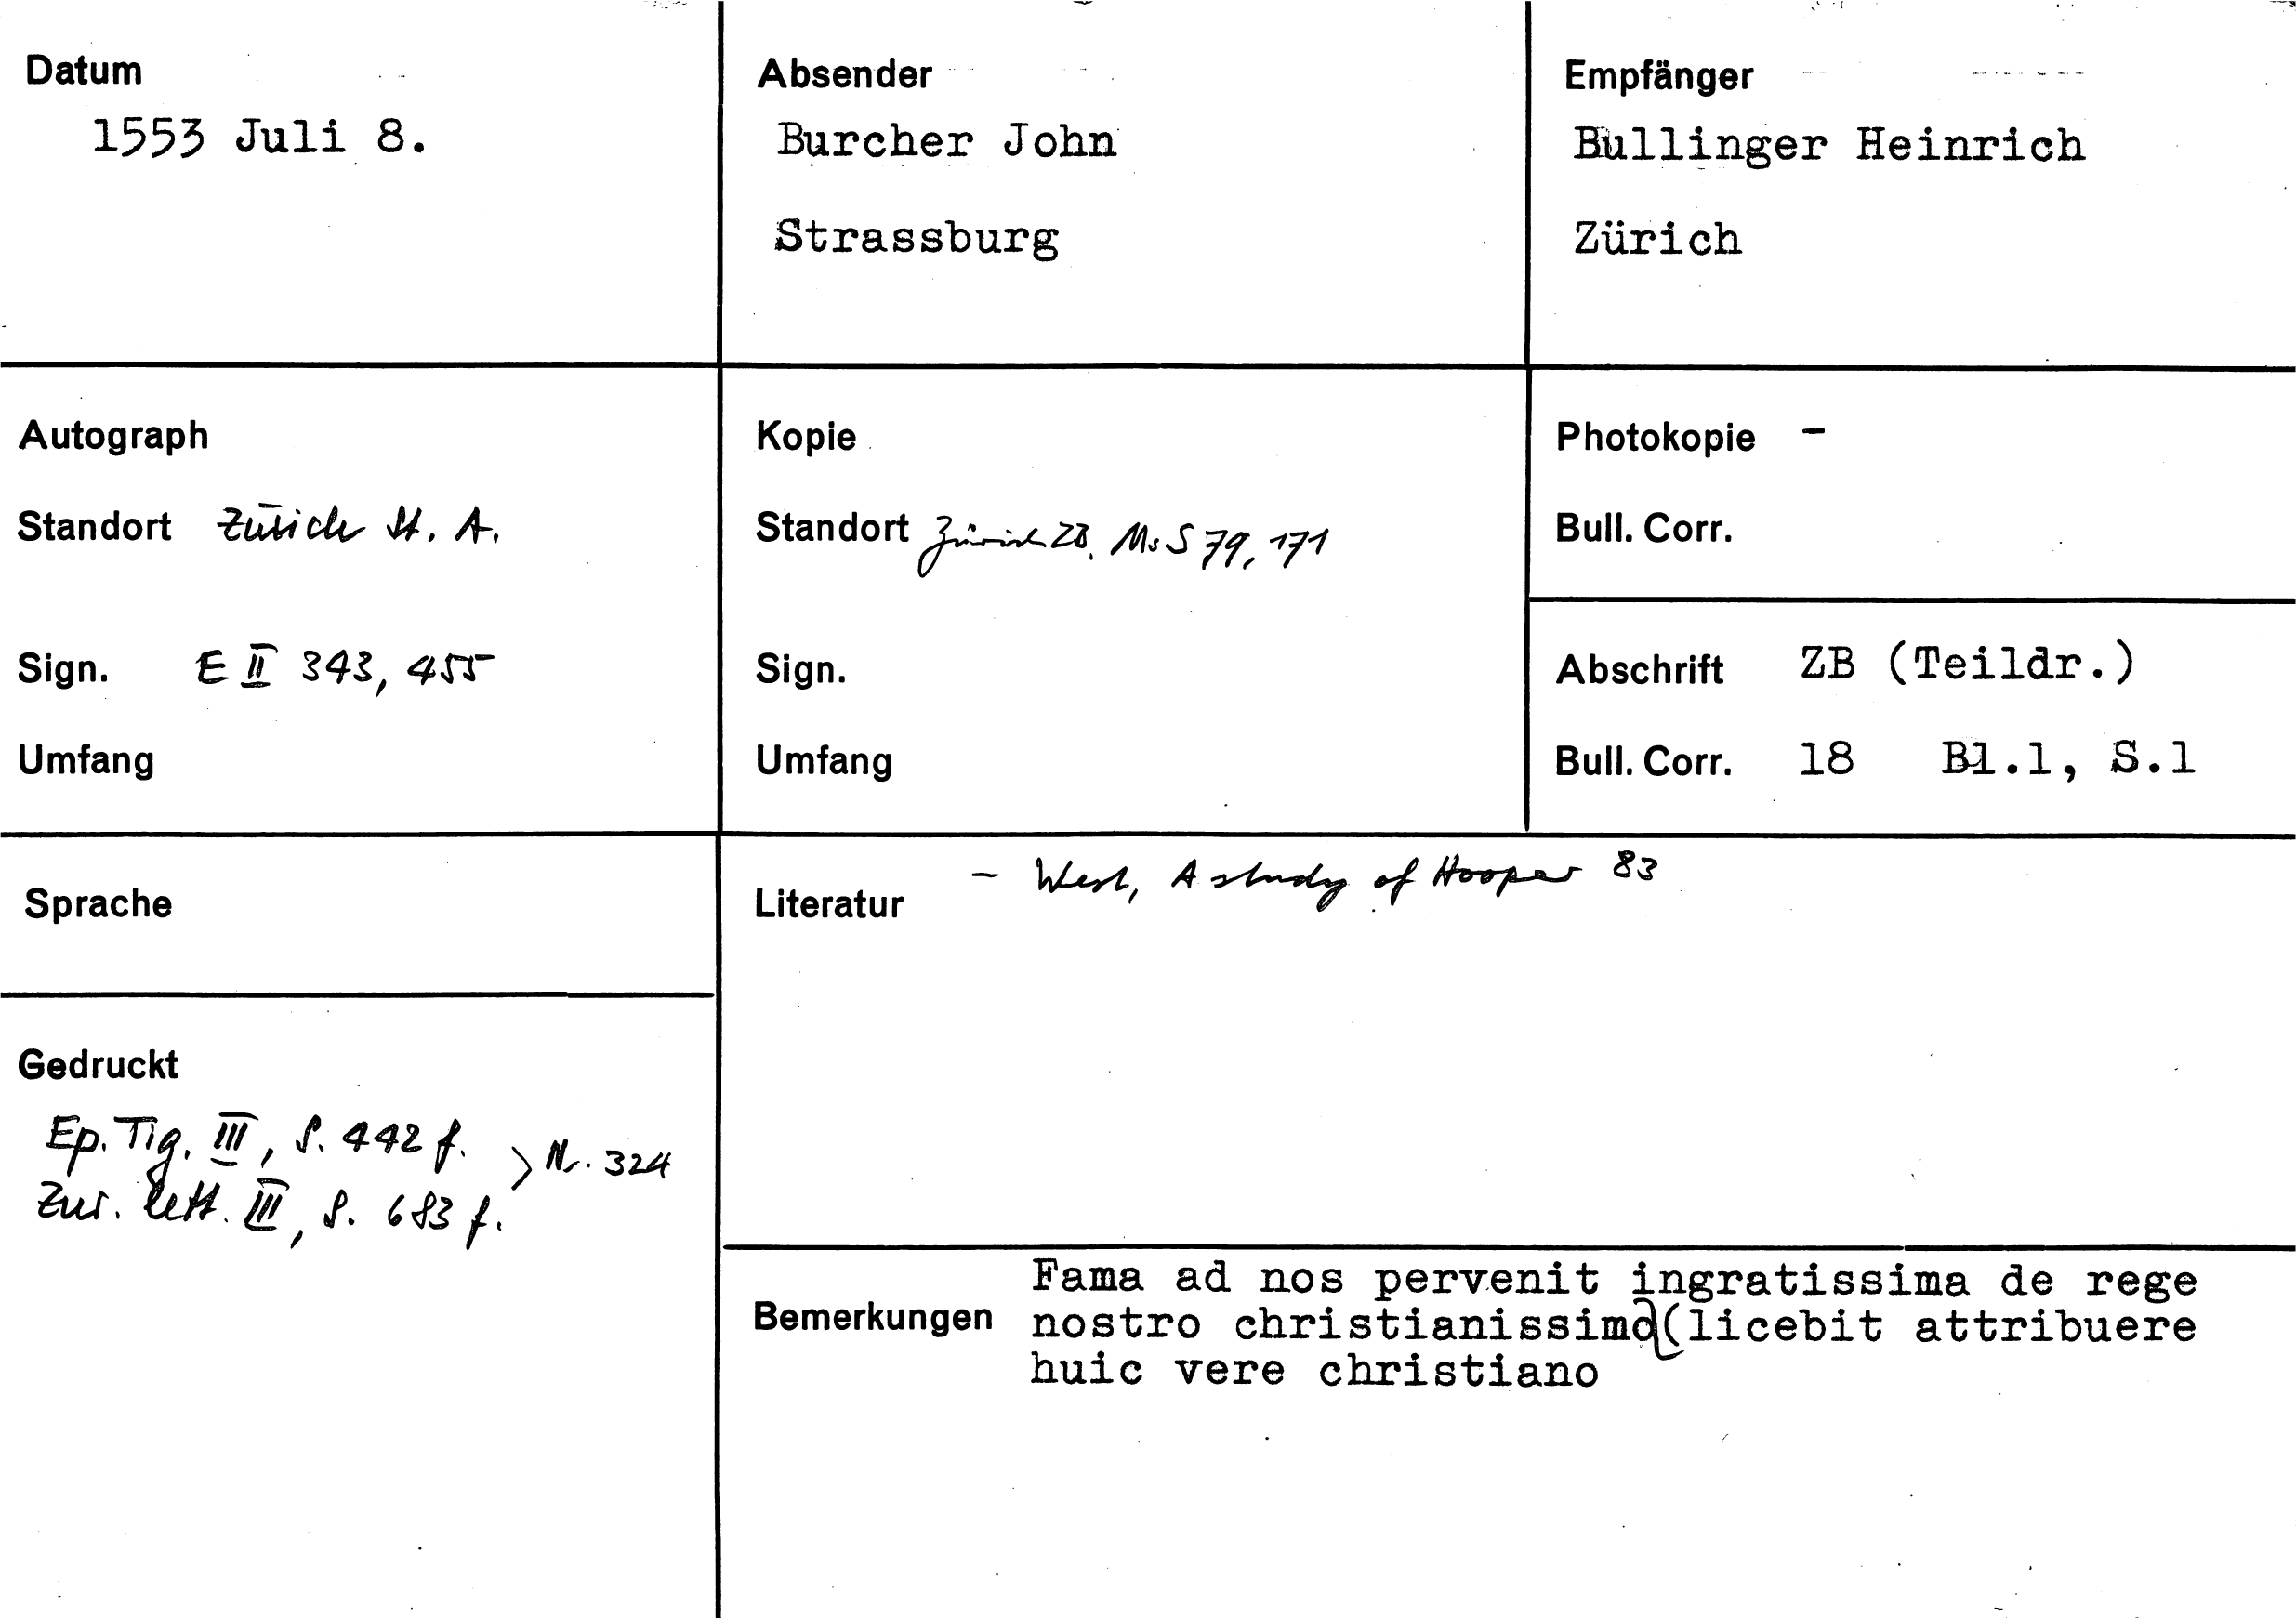 Datum
1553 Juli 8.
Absender
Burcher John
Strassburg
Empfänger
Bullinger Heinrich
Zürich
Autograph
Standort Zürich St. A.
Sign. E II 343, 455
Umfang
Kopie
Standort Zürich ZB, Ms S 79, 171
Sign.
Umfang
Photokopie -
Bull. Corr.
Abschrift ZB (Teildr.)
Bull. Corr. 18 Bl.1, S.1
Sprache
Literatur - West, A study of Hooper 83
Gedruckt
Ep. Tig. III, S. 442 f.
> Nr. 324
Zur. Lett. III, S. 683 f.
Bemerkungen
Fama ad nos pervenit ingratissima de rege
nostro christianissimo(licebit attribuere
huic vere christiano